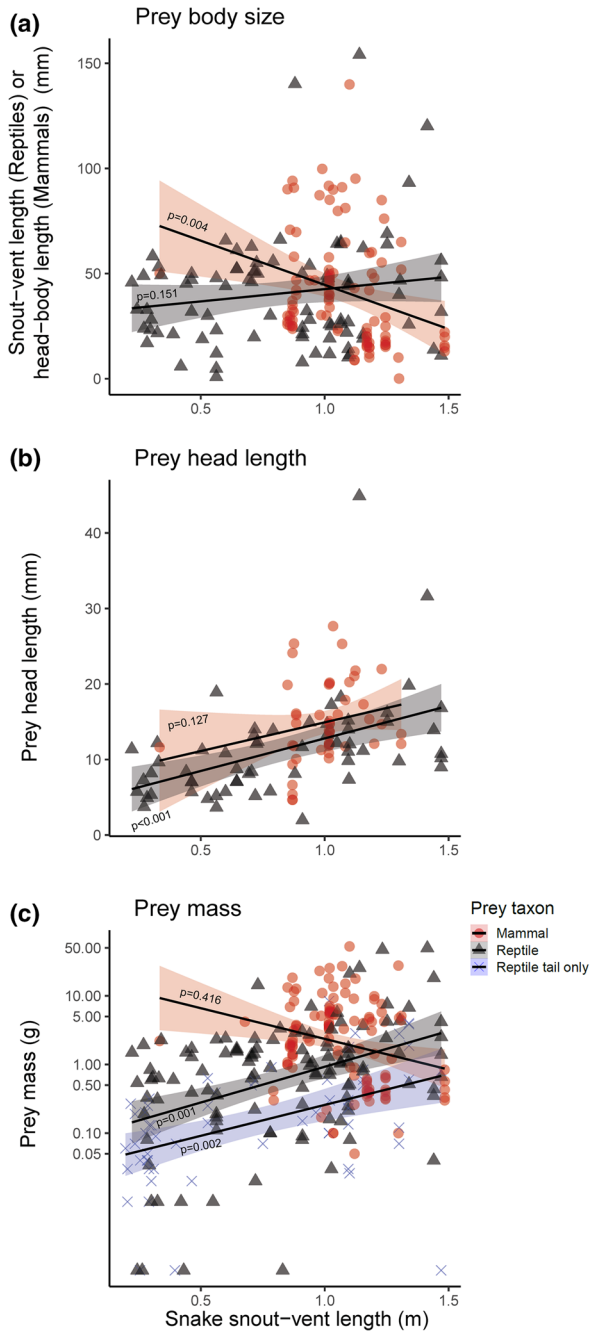 (a) Prey body size
Snout−vent length (Reptiles) or
head−body length (Mammals)  (mm)
150
100
50
0
p=0.004
p=0.151
0.5 1.0 1.5
(b) Prey head length
Prey head length (mm)
40
30
20
10
0
p=0.127
p<0.001
0.5 1.0 1.5
(c) Prey mass
Prey mass (g)
50.00
10.00
5.00
1.00
0.50
0.10
0.05
p=0.416
p=0.001
p=0.002
0.5 1.0 1.5
Snake snout−vent length (m)
Prey taxon
Mammal
Reptile
Reptile tail only